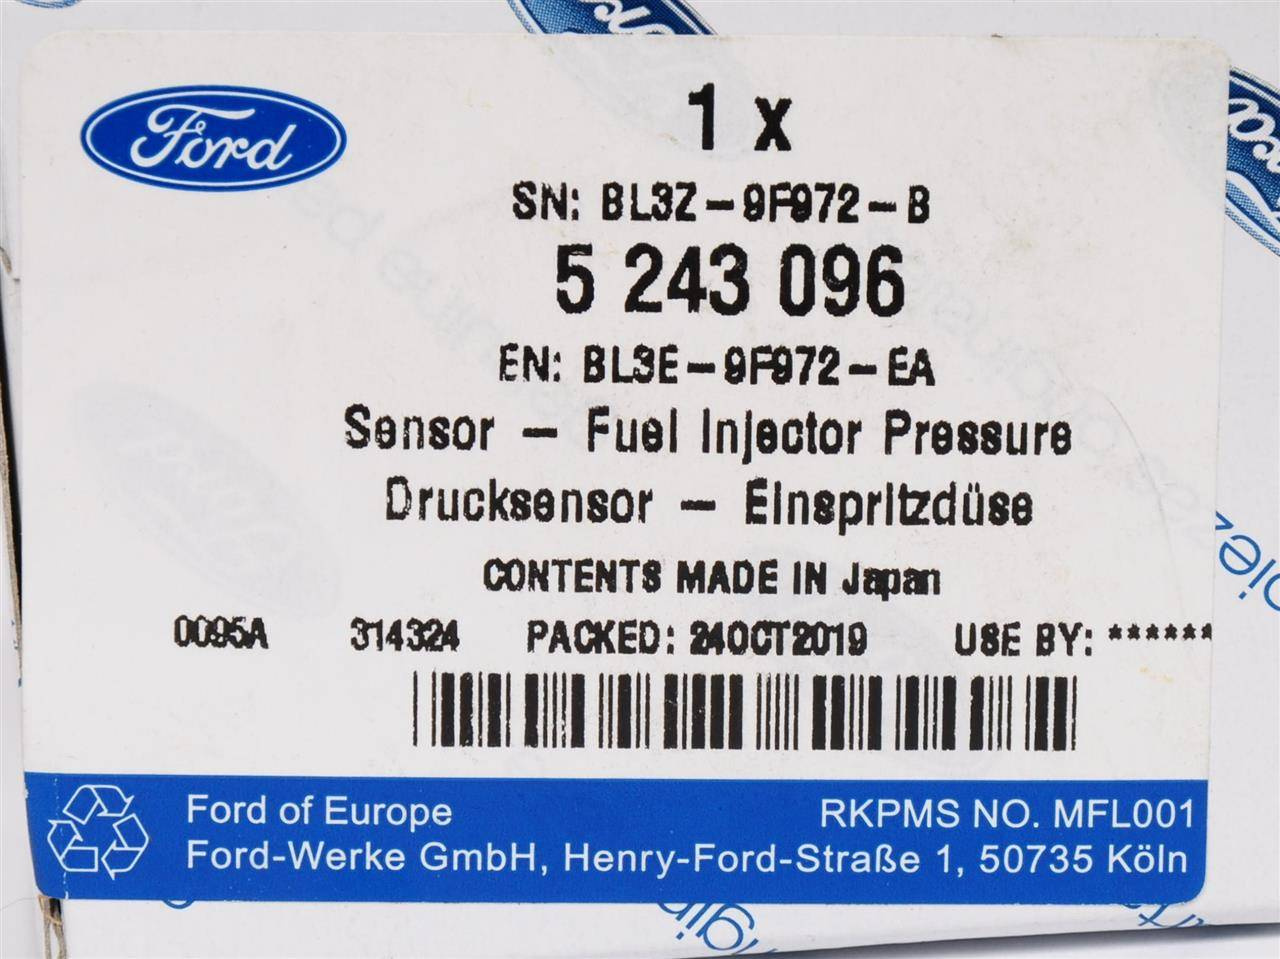 Ford
1 x
SN: BL3Z-9F972-B
5 243 096
EN: BL3E-9F972-EA
Sensor - Fuel Injector Pressure
Drucksensor - Einspritzdüse
CONTENTS MADE IN Japan
0095A 314324 PACKED: 24OCT2019 USE BY: ******
Ford of Europe RKPMS NO. MFL001
Ford-Werke GmbH, Henry-Ford-Straße 1, 50735 Köln